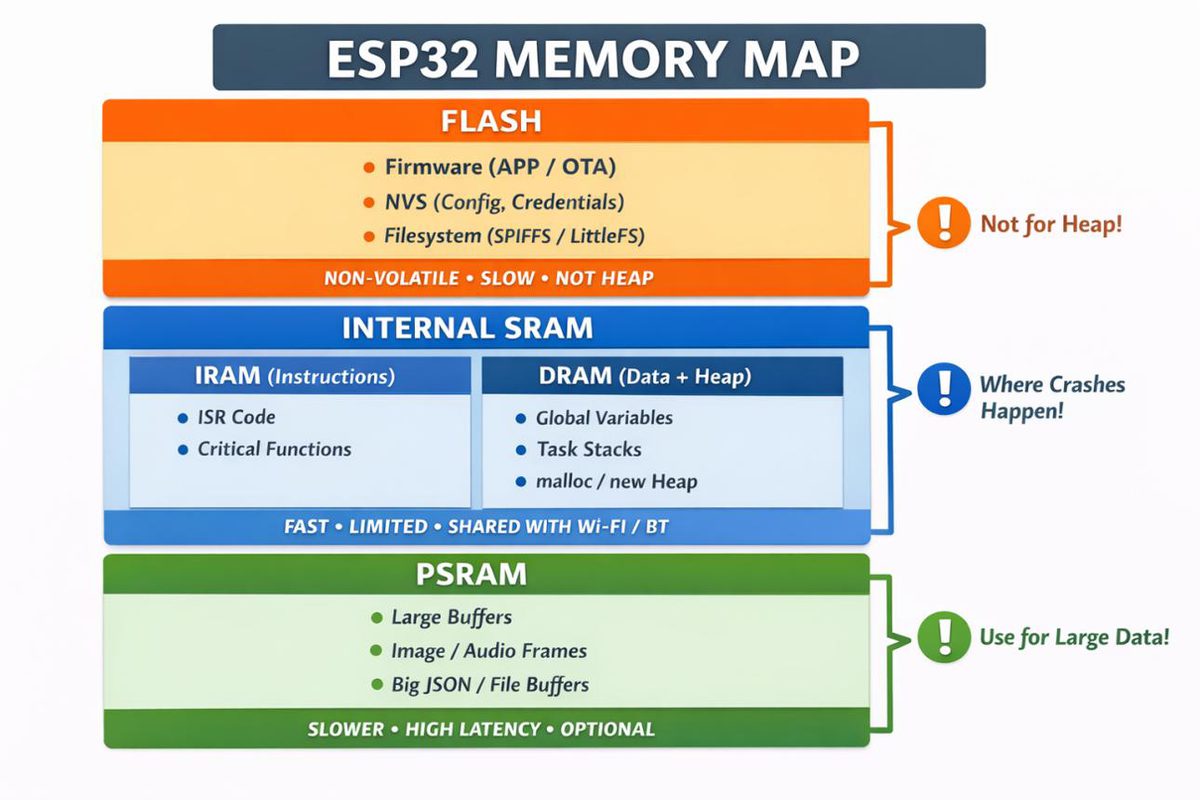 ESP32 MEMORY MAP
FLASH
• Firmware (APP / OTA)
• NVS (Config, Credentials)
• Filesystem (SPIFFS / LittleFS)
NON-VOLATILE • SLOW • NOT HEAP
! Not for Heap!
INTERNAL SRAM
IRAM (Instructions)
• ISR Code
• Critical Functions
DRAM (Data + Heap)
• Global Variables
• Task Stacks
• malloc / new Heap
FAST • LIMITED • SHARED WITH Wi-FI / BT
! Where Crashes
Happen!
PSRAM
• Large Buffers
• Image / Audio Frames
• Big JSON / File Buffers
SLOWER • HIGH LATENCY • OPTIONAL
! Use for Large Data!